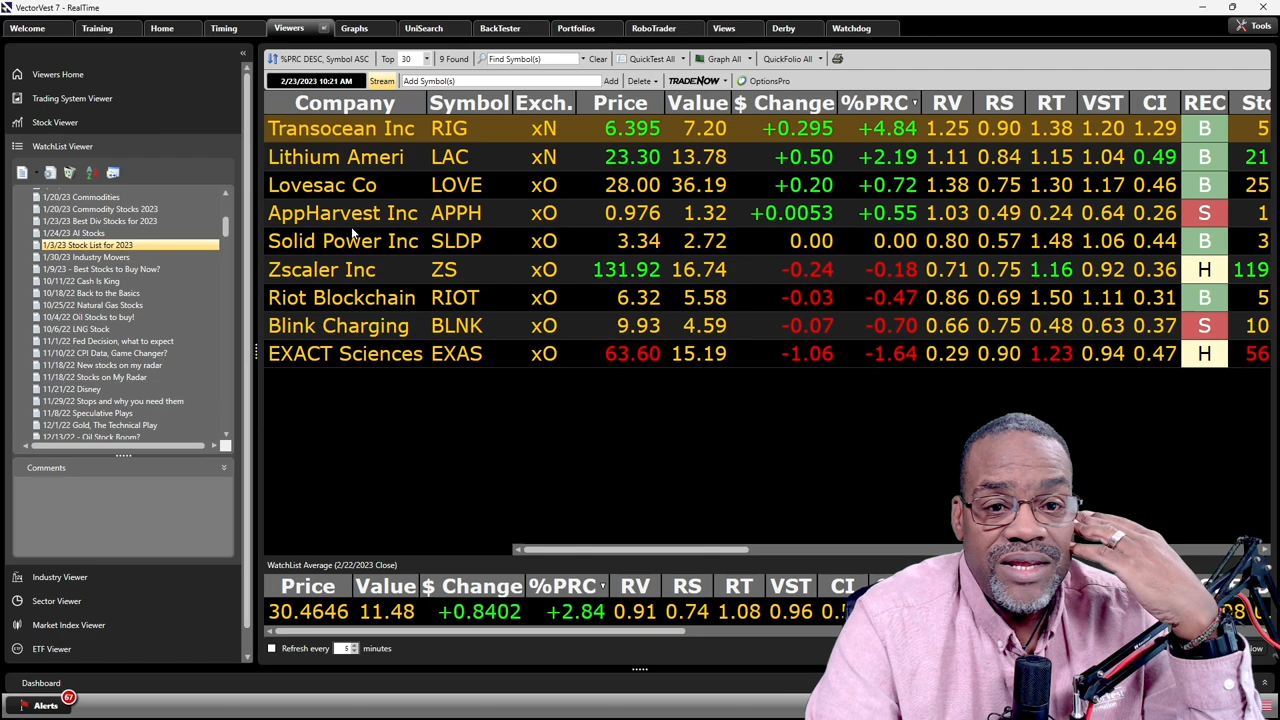 VectorVest 7 - RealTime
Welcome Training Home Timing Viewers Graphs UniSearch BackTester Portfolios RoboTrader Views Derby Watchdog Tools
%PRC DESC, Symbol ASC Top 30 9 Found Find Symbol(s) Clear QuickTest All Graph All QuickFolio All
2/23/2023 10:21 AM Stream Add Symbol(s) Add Delete TRADENOW OptionsPro
Viewers Home
Trading System Viewer
Stock Viewer
WatchList Viewer
1/20/23 Commodities
1/20/23 Commodity Stocks 2023
1/23/23 Best Div Stocks for 2023
1/24/23 AI Stocks
1/3/23 Stock List for 2023
1/30/23 Industry Movers
1/9/23 - Best Stocks to Buy Now?
10/11/22 Cash Is King
10/18/22 Back to the Basics
10/25/22 Natural Gas Stocks
10/4/22 Oil Stocks to buy!
10/6/22 LNG Stock
11/1/22 Fed Decision, what to expect
11/10/22 CPI Data, Game Changer?
11/18/22 New stocks on my radar
11/18/22 Stocks on My Radar
11/21/22 Disney
11/29/22 Stops and why you need them
11/8/22 Speculative Plays
12/1/22 Gold, The Technical Play
12/13/22 - Oil Stock Boom?
Comments
Industry Viewer
Sector Viewer
Market Index Viewer
ETF Viewer
Company Symbol Exch. Price Value $ Change %PRC RV RS RT VST CI REC Sto
Transocean Inc RIG xN 6.395 7.20 +0.295 +4.84 1.25 0.90 1.38 1.20 1.29 B 5
Lithium Ameri LAC xN 23.30 13.78 +0.50 +2.19 1.11 0.84 1.15 1.04 0.49 B 21
Lovesac Co LOVE xO 28.00 36.19 +0.20 +0.72 1.38 0.75 1.30 1.17 0.46 B 25
AppHarvest Inc APPH xO 0.976 1.32 +0.0053 +0.55 1.03 0.49 0.24 0.64 0.26 S 1
Solid Power Inc SLDP xO 3.34 2.72 0.00 0.00 0.80 0.57 1.48 1.06 0.44 B 3
Zscaler Inc ZS xO 131.92 16.74 -0.24 -0.18 0.71 0.75 1.16 0.92 0.36 H 119
Riot Blockchain RIOT xO 6.32 5.58 -0.03 -0.47 0.86 0.69 1.50 1.11 0.31 B 5
Blink Charging BLNK xO 9.93 4.59 -0.07 -0.70 0.66 0.75 0.48 0.63 0.37 S 10
EXACT Sciences EXAS xO 63.60 15.19 -1.06 -1.64 0.29 0.90 1.23 0.94 0.47 H 56
WatchList Average (2/22/2023 Close)
Price Value $ Change %PRC RV RS RT VST CI
30.4646 11.48 +0.8402 +2.84 0.91 0.74 1.08 0.96
Refresh every 5 minutes
Dashboard
Alerts 67